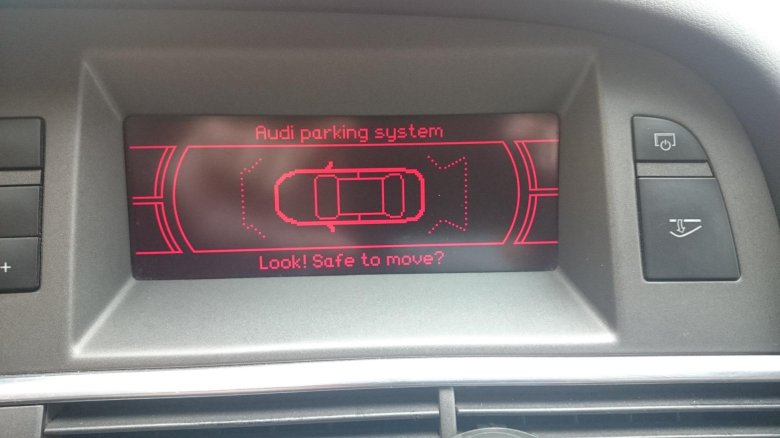 Audi parking system
Look! Safe to move?
+